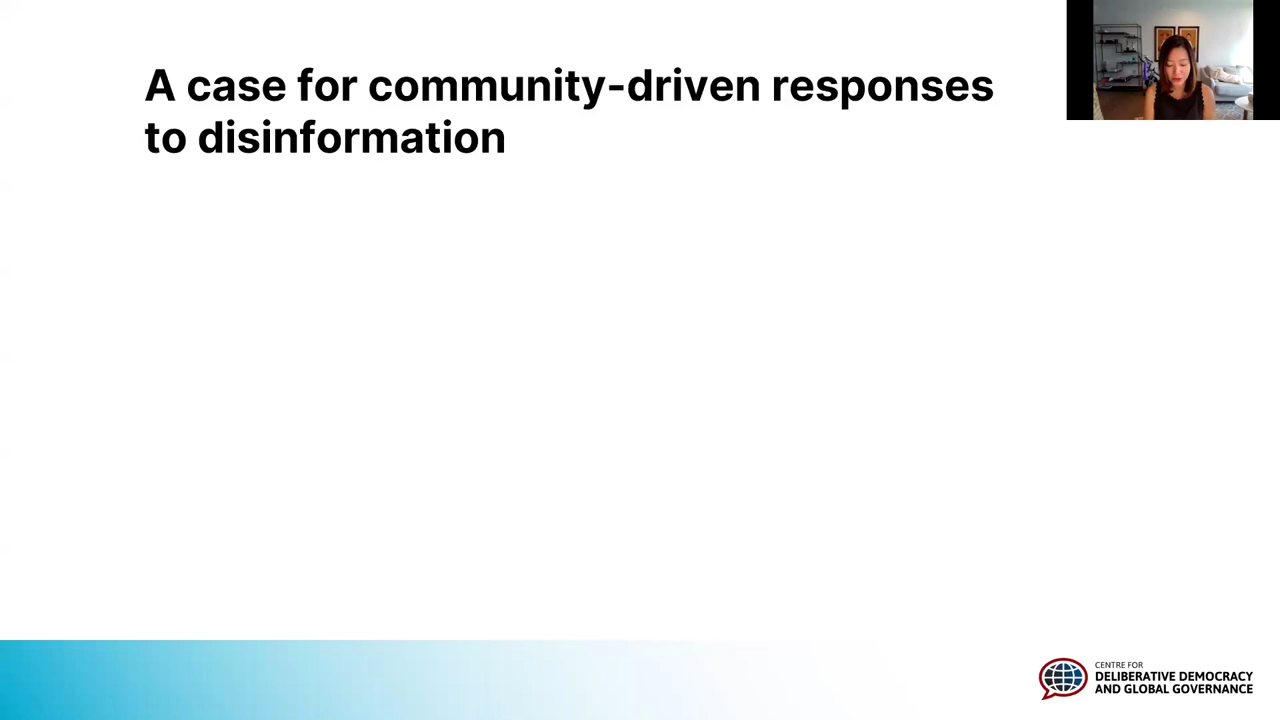 A case for community-driven responses
to disinformation
CENTRE FOR
DELIBERATIVE DEMOCRACY
AND GLOBAL GOVERNANCE